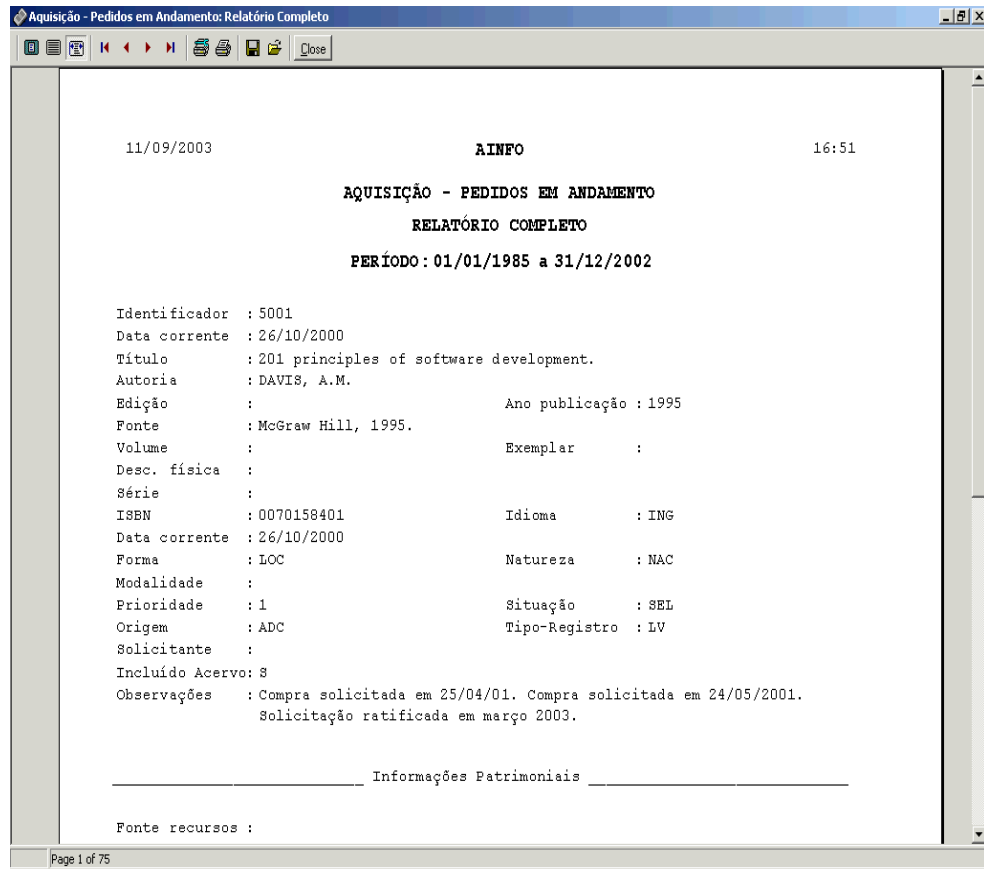 Aquisição - Pedidos em Andamento: Relatório Completo
Close
11/09/2003 AINFO 16:51
AQUISIÇÃO - PEDIDOS EM ANDAMENTO
RELATÓRIO COMPLETO
PERÍODO: 01/01/1985 a 31/12/2002
Identificador : 5001
Data corrente : 26/10/2000
Título : 201 principles of software development.
Autoria : DAVIS, A.M.
Edição : Ano publicação : 1995
Fonte : McGraw Hill, 1995.
Volume : Exemplar :
Desc. física :
Série :
ISBN : 0070158401 Idioma : ING
Data corrente : 26/10/2000
Forma : LOC Natureza : NAC
Modalidade :
Prioridade : 1 Situação : SEL
Origem : ADC Tipo-Registro : LV
Solicitante :
Incluído Acervo: S
Observações : Compra solicitada em 25/04/01. Compra solicitada em 24/05/2001.
Solicitação ratificada em março 2003.
Informações Patrimoniais
Fonte recursos :
Page 1 of 75